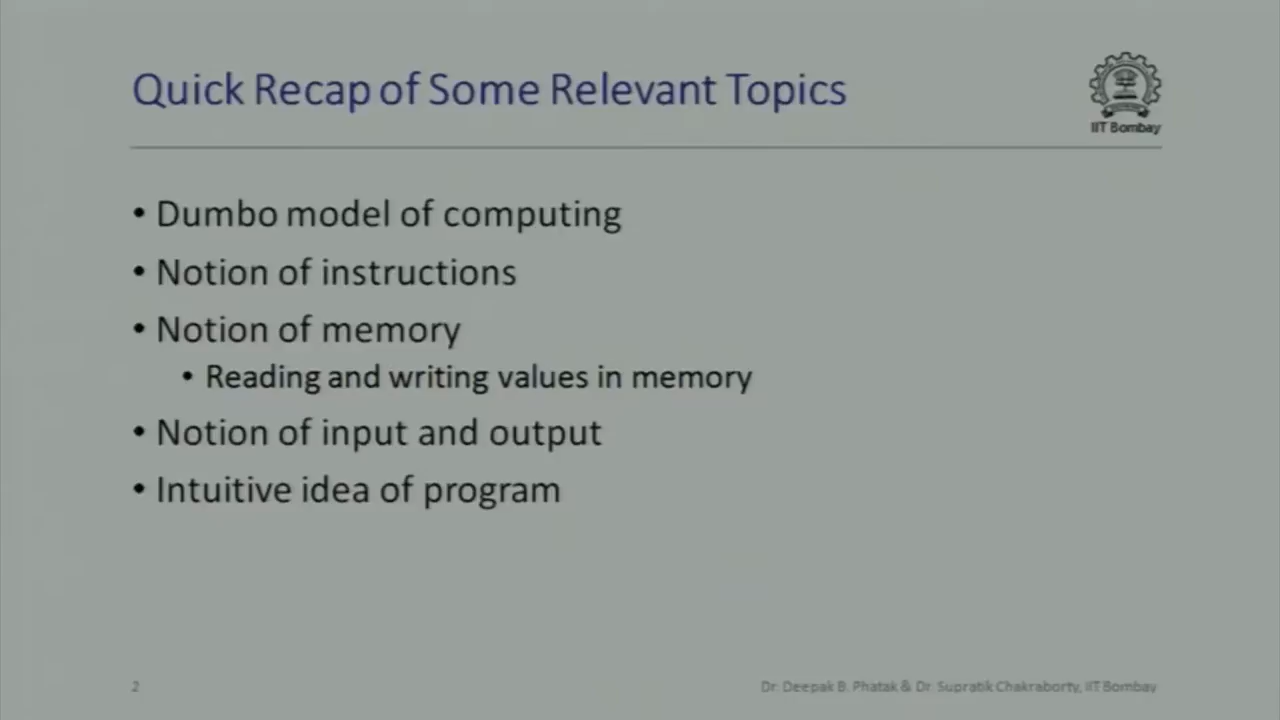 Quick Recap of Some Relevant Topics
IIT Bombay
• Dumbo model of computing
• Notion of instructions
• Notion of memory
• Reading and writing values in memory
• Notion of input and output
• Intuitive idea of program
2
Dr. Deepak B. Phatak & Dr. Supratik Chakraborty, IIT Bombay